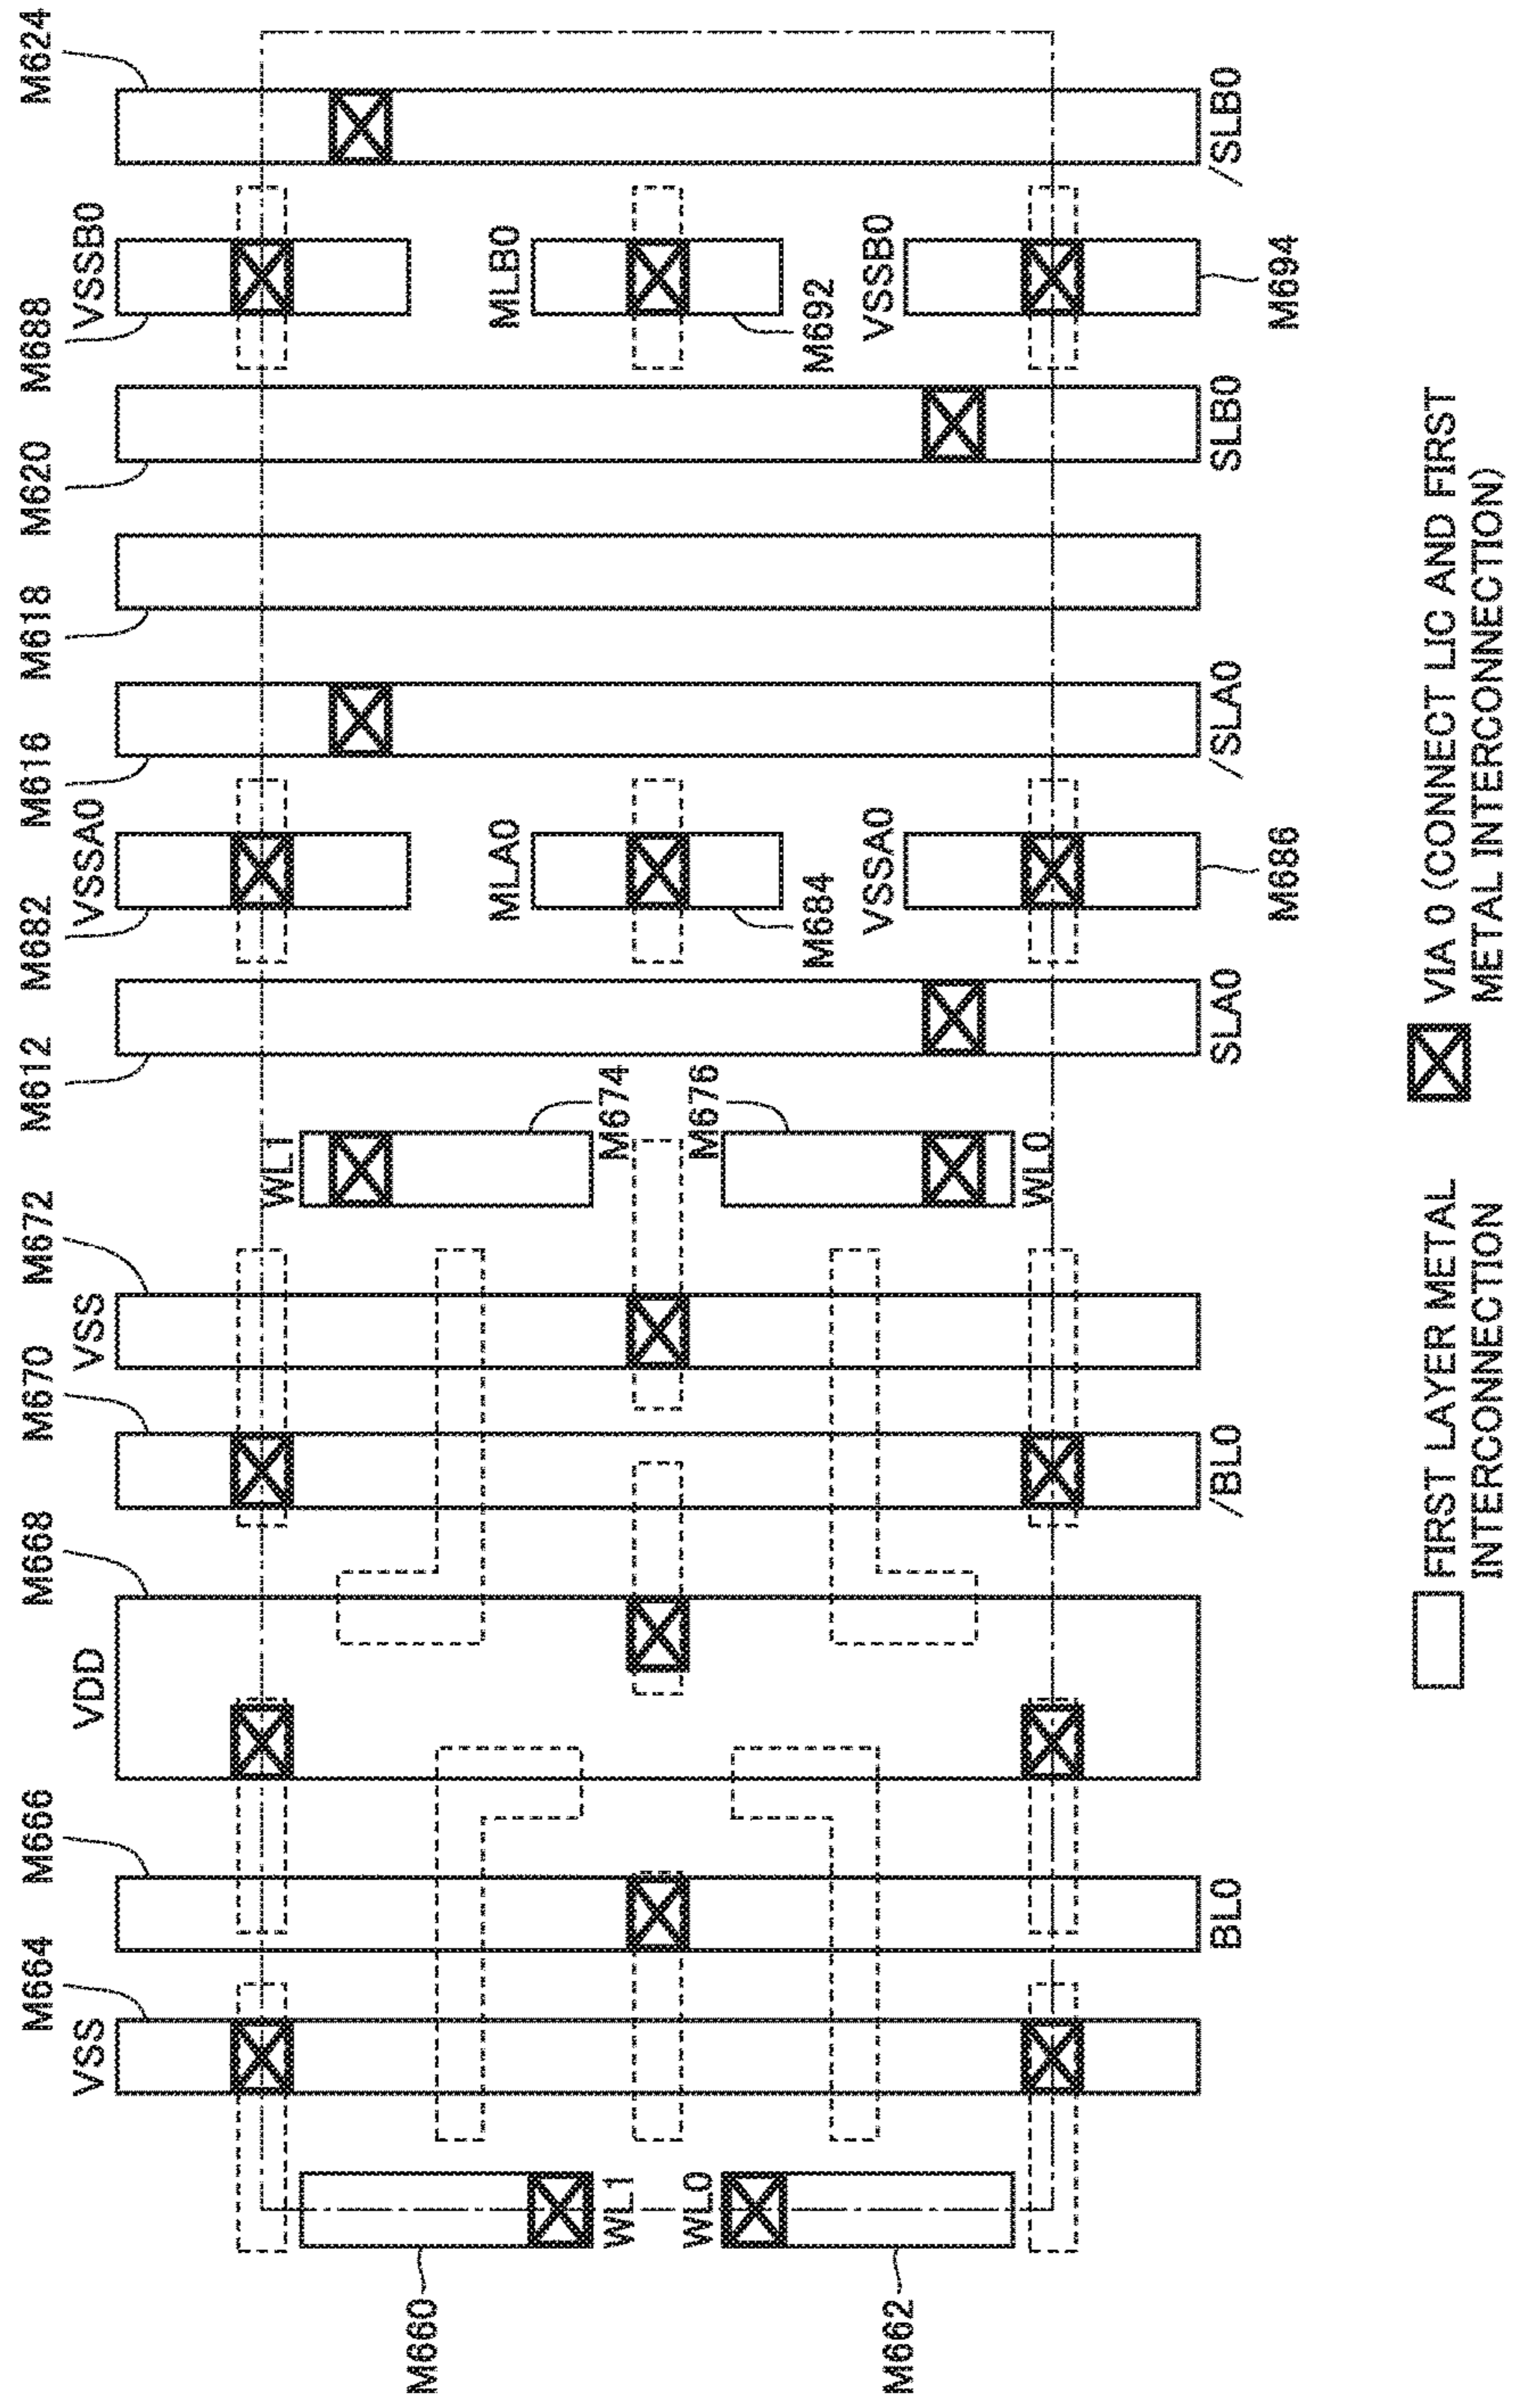 M664
M666
M668
M670
M672
M612
M682
M616
M618
M620
M688
M624
VSS
VDD
VSS
VSSA0
VSSB0
WL1
M660
MLA0
MLB0
WL1
M674
WL0
M676
M684
M692
VSSA0
VSSB0
M662
WL0
BL0
/BL0
SLA0
/SLA0
SLB0
/SLB0
M686
M694
FIRST LAYER METAL
INTERCONNECTION
VIA 0 (CONNECT LIC AND FIRST
METAL INTERCONNECTION)